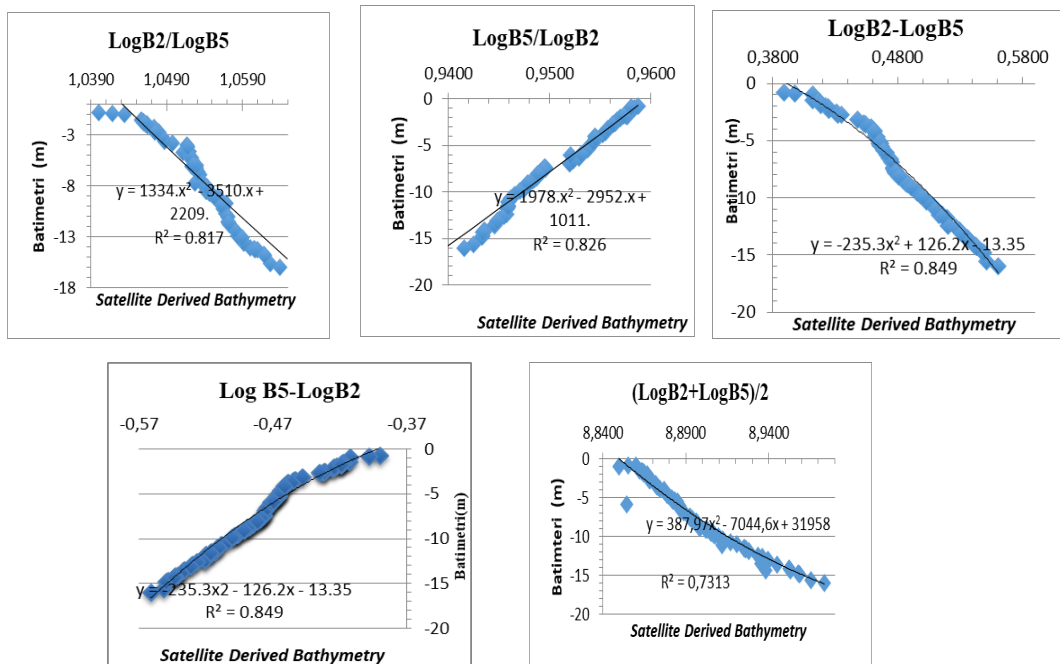 LogB2/LogB5
1,0390 1,0490 1,0590
-3
-8
-13
-18
Batimetri (m)
y = 1334.x² - 3510.x +
2209.
R² = 0.817
Satellite Derived Bathymetry
LogB5/LogB2
0,9400 0,9500 0,9600
0
-5
-10
-15
-20
Batimetri (m)
y = 1978.x² - 2952.x +
1011.
R² = 0.826
Satellite Derived Bathymetry
LogB2-LogB5
0,3800 0,4800 0,5800
0
-5
-10
-15
-20
Batimetri (m)
y = -235.3x² + 126.2x - 13.35
R² = 0.849
Satellite Derived Bathymetry
Log B5-LogB2
-0,57 -0,47 -0,37
0
-5
-10
-15
-20
Batimetri(m)
y = -235.3x2 - 126.2x - 13.35
R² = 0.849
Satellite Derived Bathymetry
(LogB2+LogB5)/2
8,8400 8,8900 8,9400
0
-5
-10
-15
-20
Batimteri (m)
y = 387,97x² - 7044,6x + 31958
R² = 0,7313
Satellite Derived Bathymetry